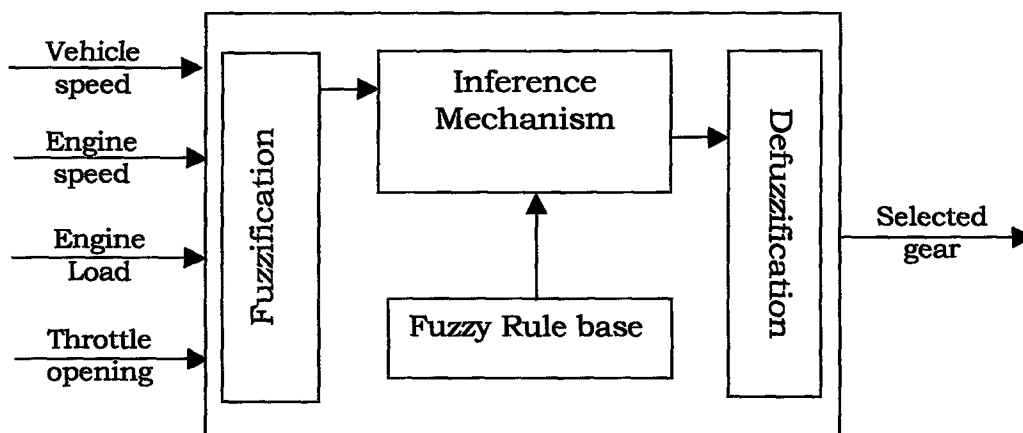 Vehicle
speed
Engine
speed
Engine
Load
Throttle
opening
Fuzzification
Inference
Mechanism
Fuzzy Rule base
Defuzzification
Selected
gear